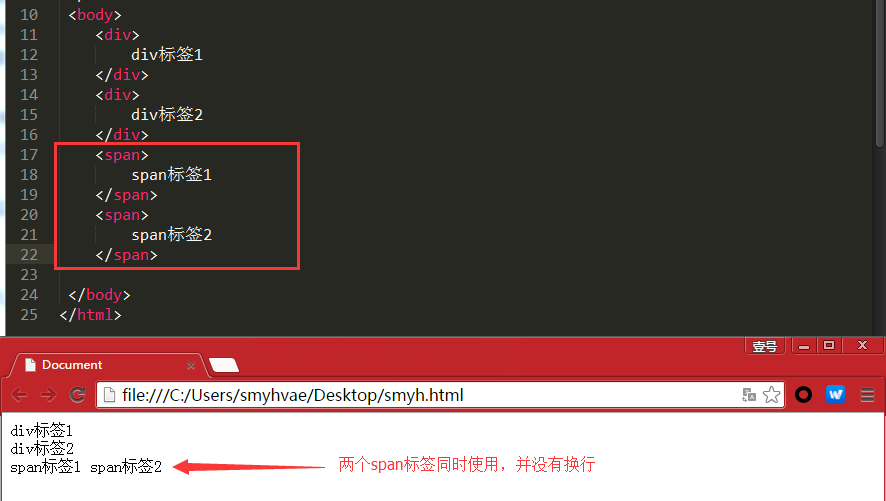 10 <body>
11 <div>
12 div标签1
13 </div>
14 <div>
15 div标签2
16 </div>
17 <span>
18 span标签1
19 </span>
20 <span>
21 span标签2
22 </span>
23
24 </body>
25 </html>
壹号
Document
file:///C:/Users/smyhvae/Desktop/smyh.html
div标签1
div标签2
span标签1 span标签2
两个span标签同时使用，并没有换行